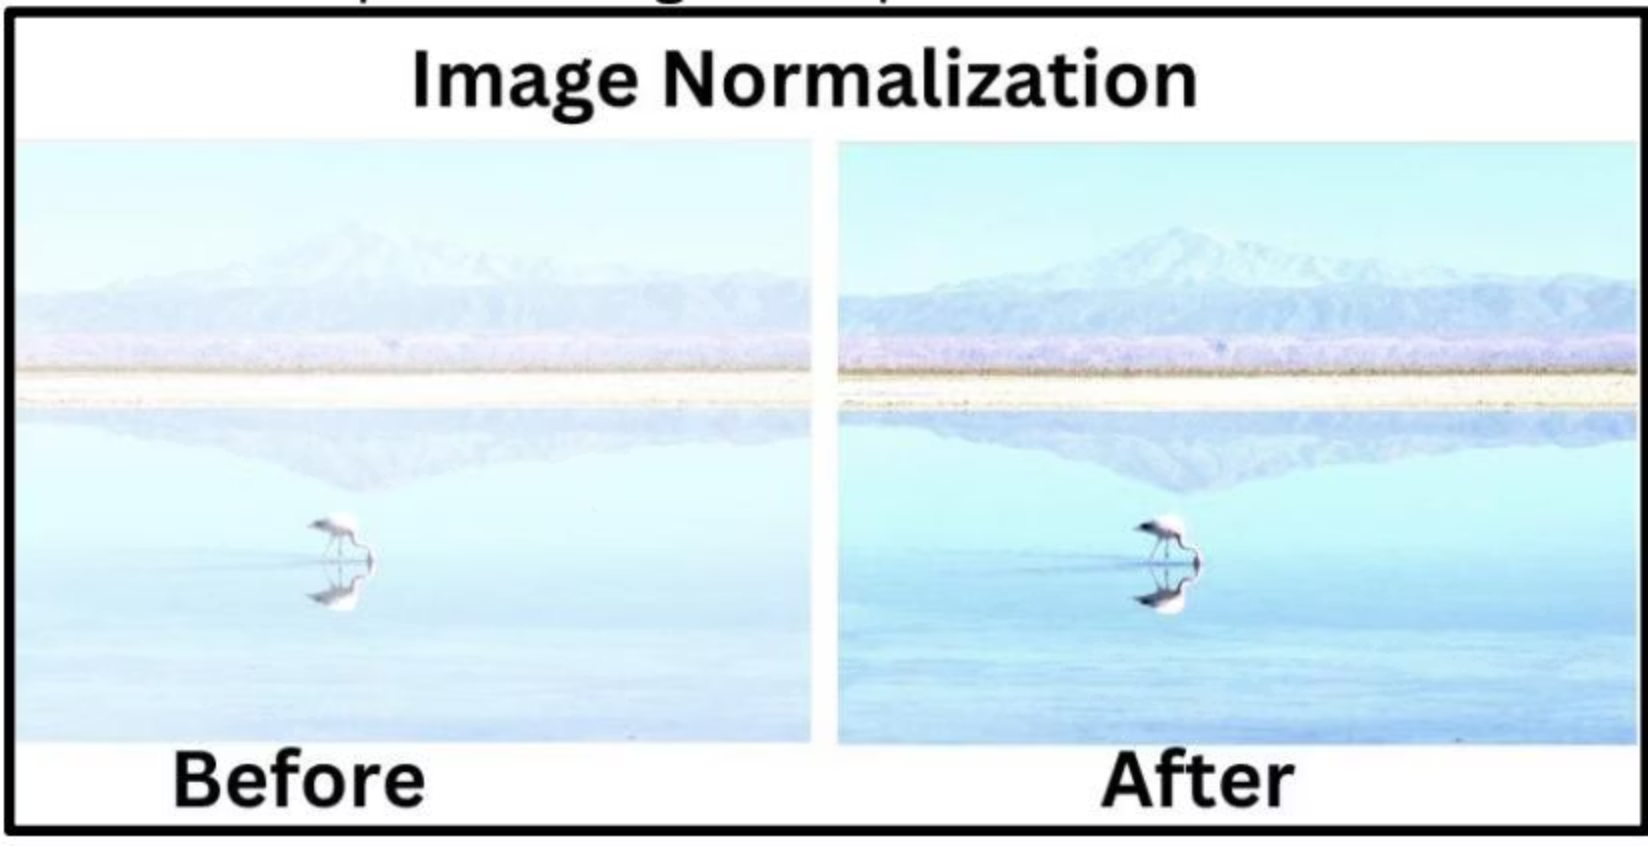 Image Normalization
Before
After